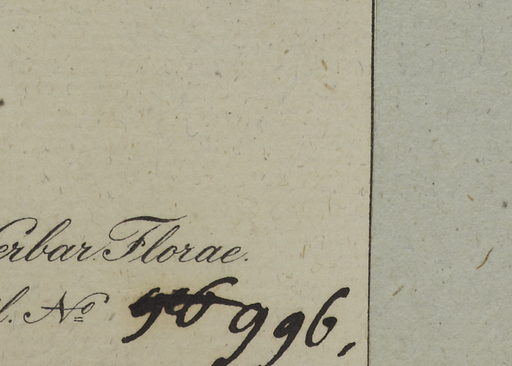 erbar. Florae.
l. No 996,